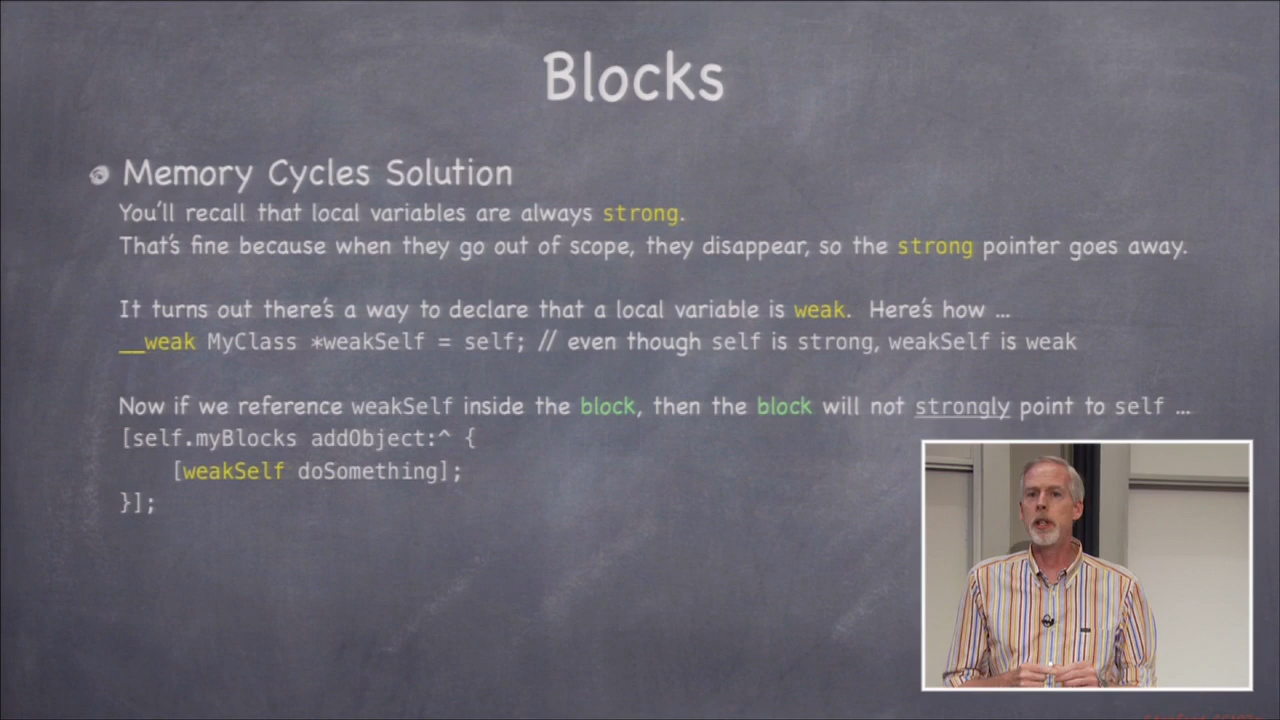 Blocks
Memory Cycles Solution
You'll recall that local variables are always strong.
That's fine because when they go out of scope, they disappear, so the strong pointer goes away.
It turns out there's a way to declare that a local variable is weak. Here's how ...
__weak MyClass *weakSelf = self; // even though self is strong, weakSelf is weak
Now if we reference weakSelf inside the block, then the block will not strongly point to self ...
[self.myBlocks addObject:^ {
[weakSelf doSomething];
}];